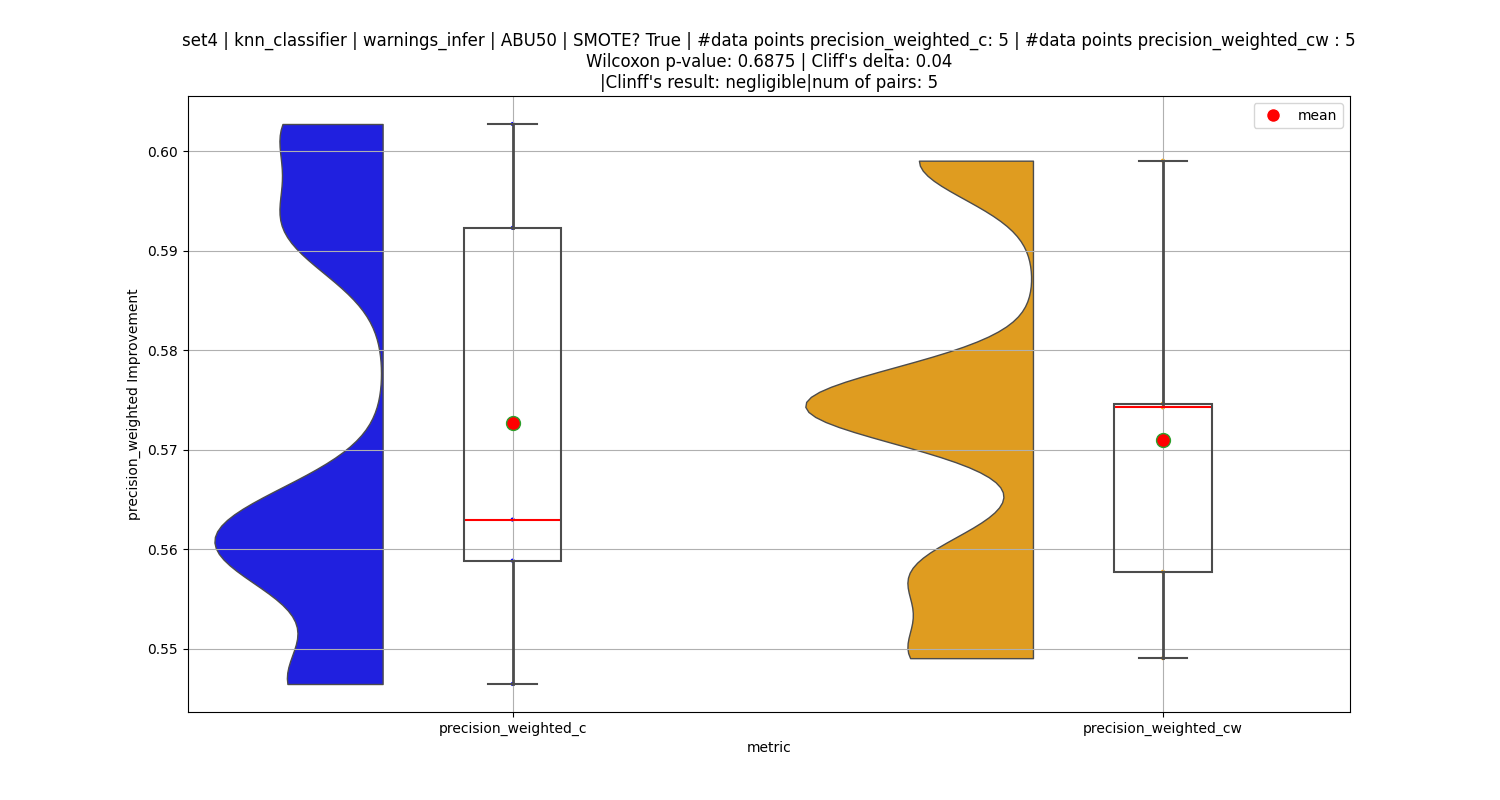 set4 | knn_classifier | warnings_infer | ABU50 | SMOTE? True | #data points precision_weighted_c: 5 | #data points precision_weighted_cw : 5
Wilcoxon p-value: 0.6875 | Cliff's delta: 0.04
|Clinff's result: negligible|num of pairs: 5
mean
0.60
0.59
0.58
0.57
0.56
0.55
precision_weighted Improvement
precision_weighted_c
precision_weighted_cw
metric